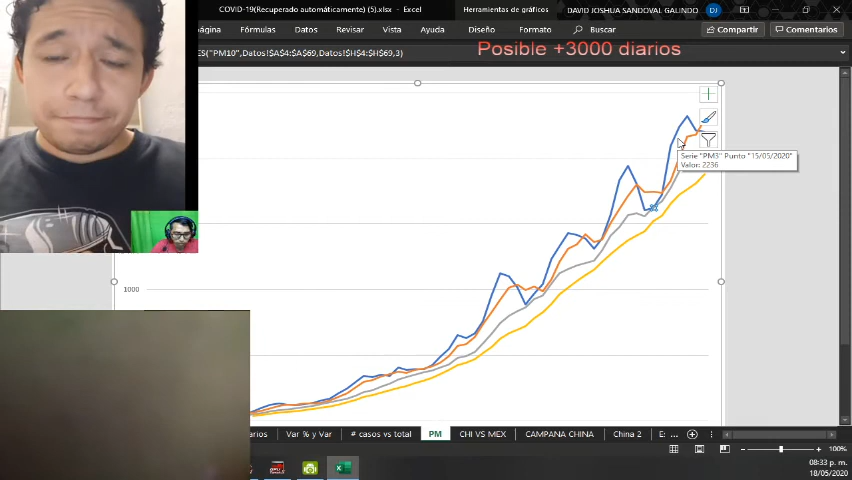 COVID-19(Recuperado automáticamente) (5).xlsx - Excel
Herramientas de gráficos
DAVID JOSHUA SANDOVAL GALINDO
DJ
Fórmulas
Datos
Revisar
Vista
Ayuda
Diseño
Formato
Buscar
Compartir
Comentarios
Posible +3000 diarios
ES("PM10",Datos!$A$4:$A$69,Datos!$H$4:$H$69,3)
Serie "PM3" Punto "15/05/2020"
Valor: 2236
1000
Var % y Var
# casos vs total
PM
CHI VS MEX
CAMPANA CHINA
China 2
100%
08:33 p. m.
18/05/2020